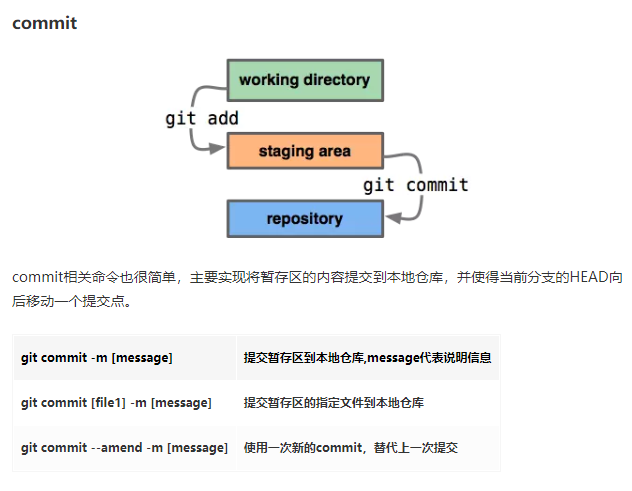 commit
working directory
git add
staging area
git commit
repository
commit相关命令也很简单，主要实现将暂存区的内容提交到本地仓库，并使得当前分支的HEAD向
后移动一个提交点。
git commit -m [message] 提交暂存区到本地仓库,message代表说明信息
git commit [file1] -m [message] 提交暂存区的指定文件到本地仓库
git commit --amend -m [message] 使用一次新的commit，替代上一次提交